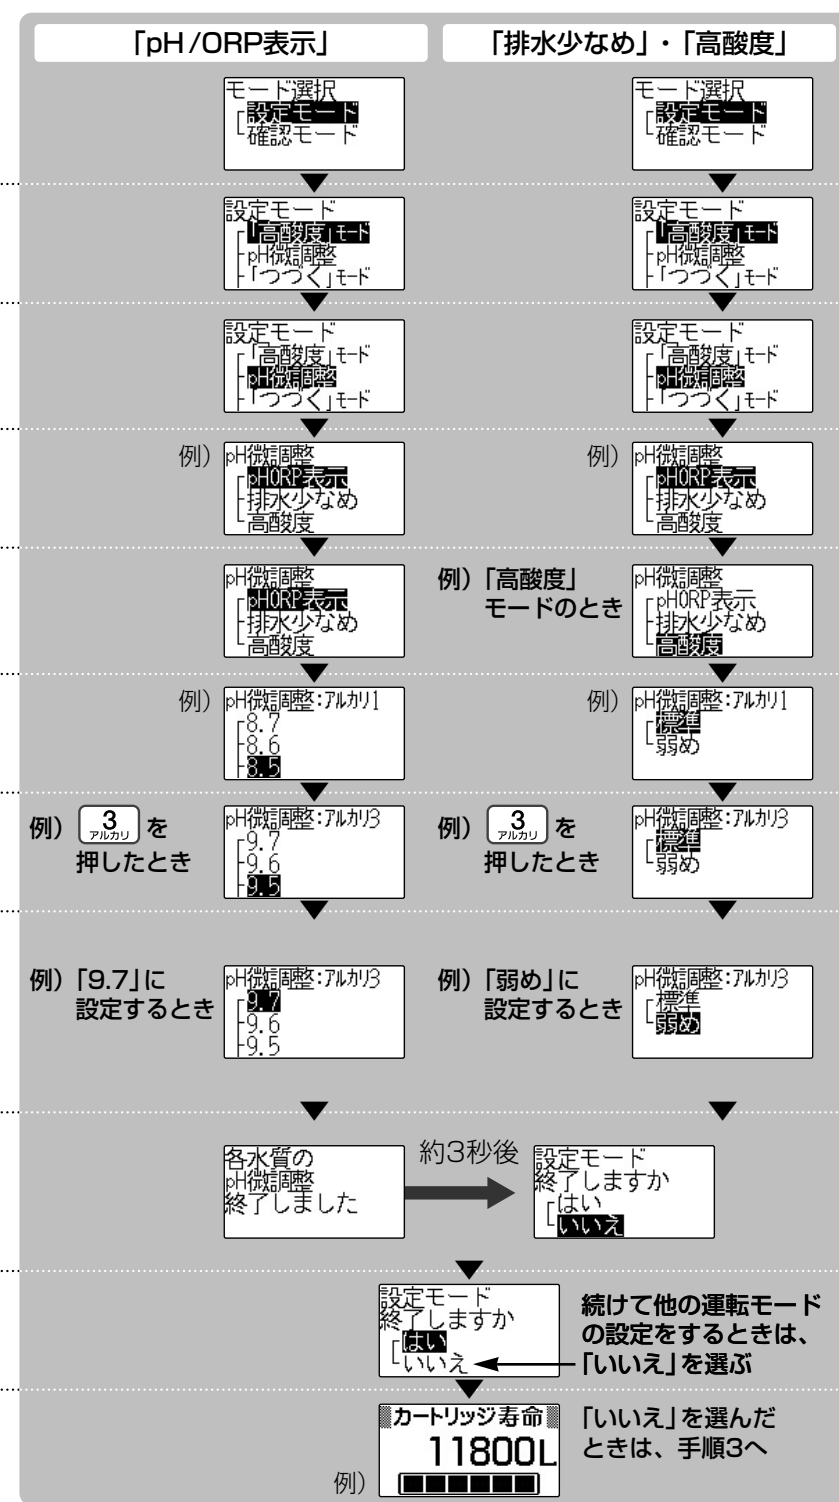 「pH/ORP表示」
「排水少なめ」・「高酸度」
モード選択
設定モード
確認モード
モード選択
設定モード
確認モード
設定モード
「高酸度」モード
pH微調整
「つづく」モード
設定モード
「高酸度」モード
pH微調整
「つづく」モード
設定モード
「高酸度」モード
pH微調整
「つづく」モード
設定モード
「高酸度」モード
pH微調整
「つづく」モード
例）
pH微調整
pHORP表示
排水少なめ
高酸度
例）
pH微調整
pHORP表示
排水少なめ
高酸度
pH微調整
pHORP表示
排水少なめ
高酸度
例）「高酸度」
モードのとき
pH微調整
pHORP表示
排水少なめ
高酸度
例）
pH微調整:アルカリ1
8.7
8.6
8.5
例）
pH微調整:アルカリ1
標準
弱め
例） 3 アルカリ を
押したとき
pH微調整:アルカリ3
9.7
9.6
9.5
例） 3 アルカリ を
押したとき
pH微調整:アルカリ3
標準
弱め
例）「9.7」に
設定するとき
pH微調整:アルカリ3
9.7
9.6
9.5
例）「弱め」に
設定するとき
pH微調整:アルカリ3
標準
弱め
各水質の
pH微調整
終了しました
約3秒後
設定モード
終了しますか
はい
いいえ
設定モード
終了しますか
はい
いいえ
続けて他の運転モード
の設定をするときは、
「いいえ」を選ぶ
カートリッジ寿命
11800L
例）
「いいえ」を選んだ
ときは、手順3へ